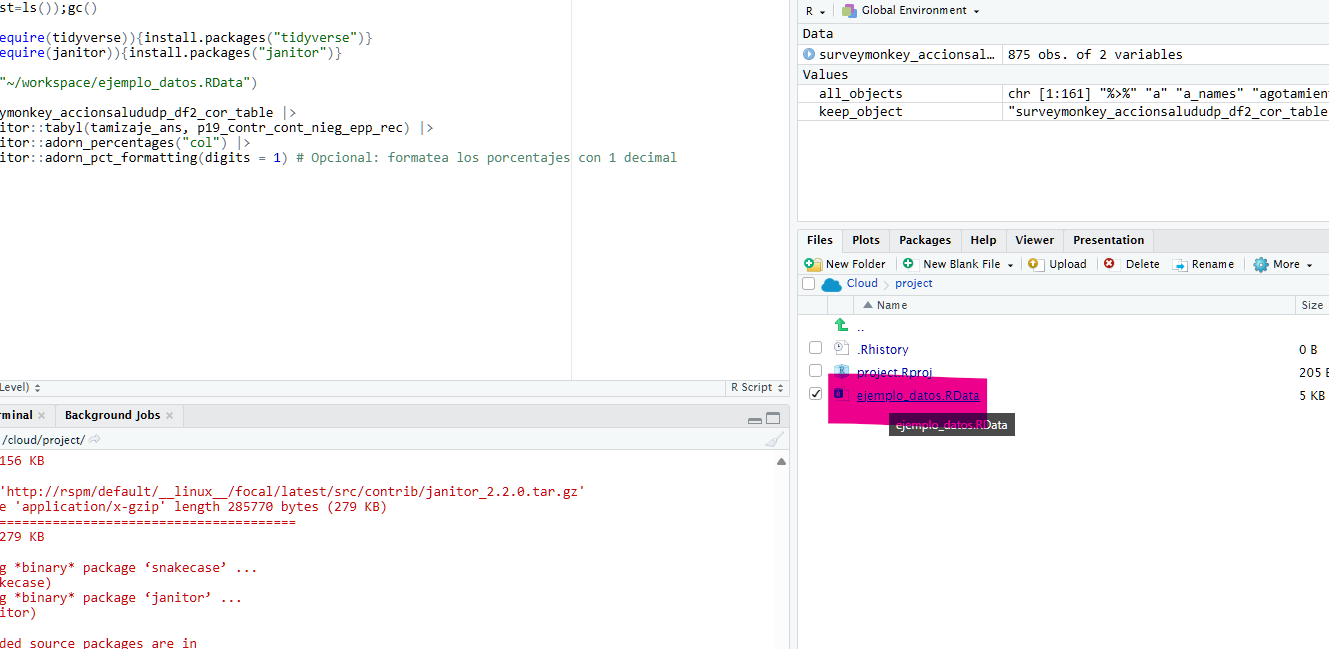 st=ls());gc()
equire(tidyverse)){install.packages("tidyverse")}
equire(janitor)){install.packages("janitor")}
"~/workspace/ejemplo_datos.RData")
ymonkey_accionsalududp_df2_cor_table |>
itor::tabyl(tamizaje_ans, p19_contr_cont_nieg_epp_rec) |>
itor::adorn_percentages("col") |>
itor::adorn_pct_formatting(digits = 1) # Opcional: formatea los porcentajes con 1 decimal
Level)
R Script
rminal
Background Jobs
/cloud/project/
156 KB
'http://rspm/default/__linux__/focal/latest/src/contrib/janitor_2.2.0.tar.gz'
e 'application/x-gzip' length 285770 bytes (279 KB)
=======================================
279 KB
g *binary* package ‘snakecase’ ...
kecase)
g *binary* package ‘janitor’ ...
itor)
ded source packages are in
R
Global Environment
Data
surveymonkey_accionsal… 875 obs. of 2 variables
Values
all_objects chr [1:161] "%>%" "a" "a_names" "agotamien
keep_object "surveymonkey_accionsalududp_df2_cor_table
Files Plots Packages Help Viewer Presentation
New Folder New Blank File Upload Delete Rename More
Cloud project
Name Size
..
.Rhistory 0 B
project.Rproj 205 B
ejemplo_datos.RData 5 KB
ejemplo_datos.RData